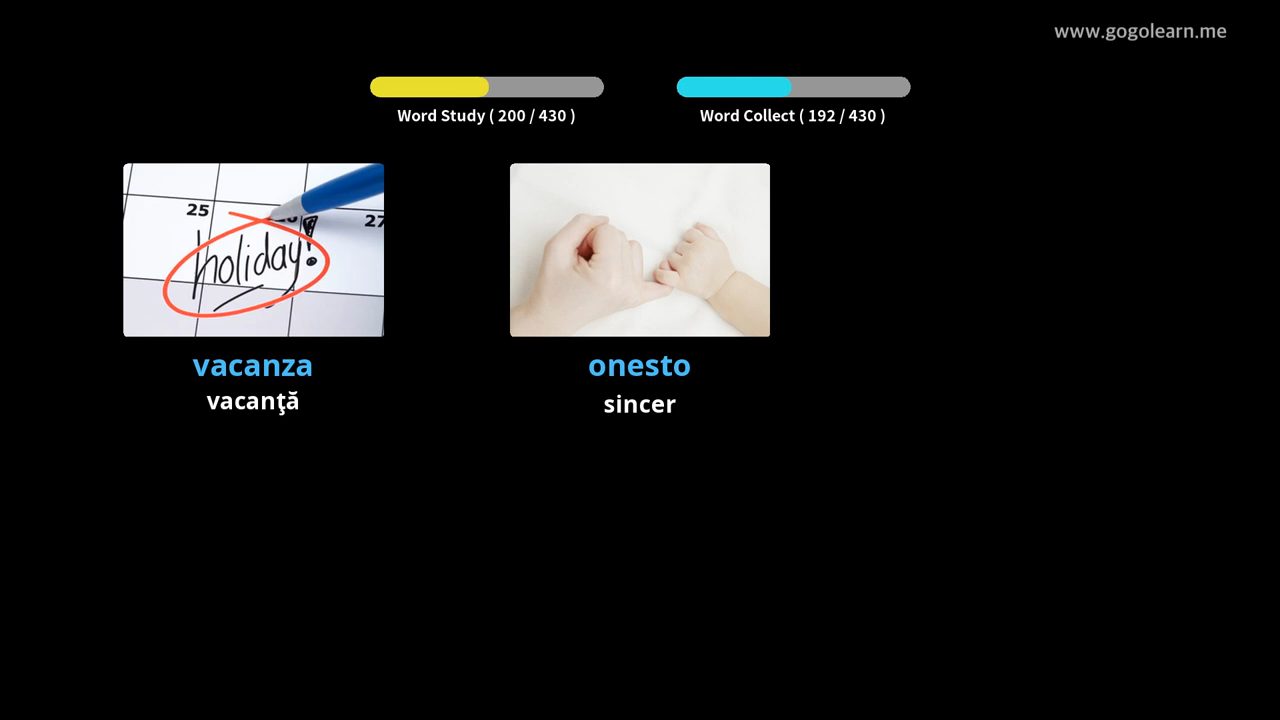 www.gogolearn.me
Word Study ( 200 / 430 )
Word Collect ( 192 / 430 )
25
27
holiday!
vacanza
vacanţă
onesto
sincer